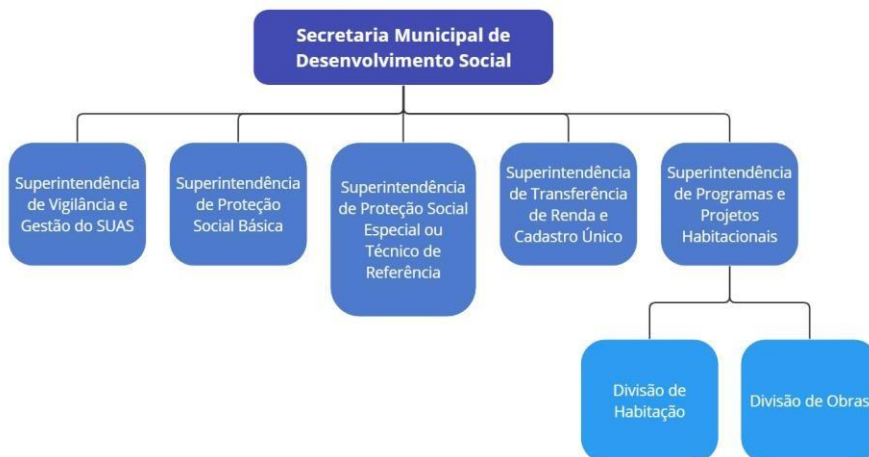 Secretaria Municipal de
Desenvolvimento Social
Superintendência
de Vigilância e
Gestão do SUAS
Superintendência
de Proteção
Social Básica
Superintendência
de Proteção Social
Especial ou
Técnico de
Referência
Superintendência
de Transferência
de Renda e
Cadastro Único
Superintendência
de Programas e
Projetos
Habitacionais
Divisão de
Habitação
Divisão de Obras